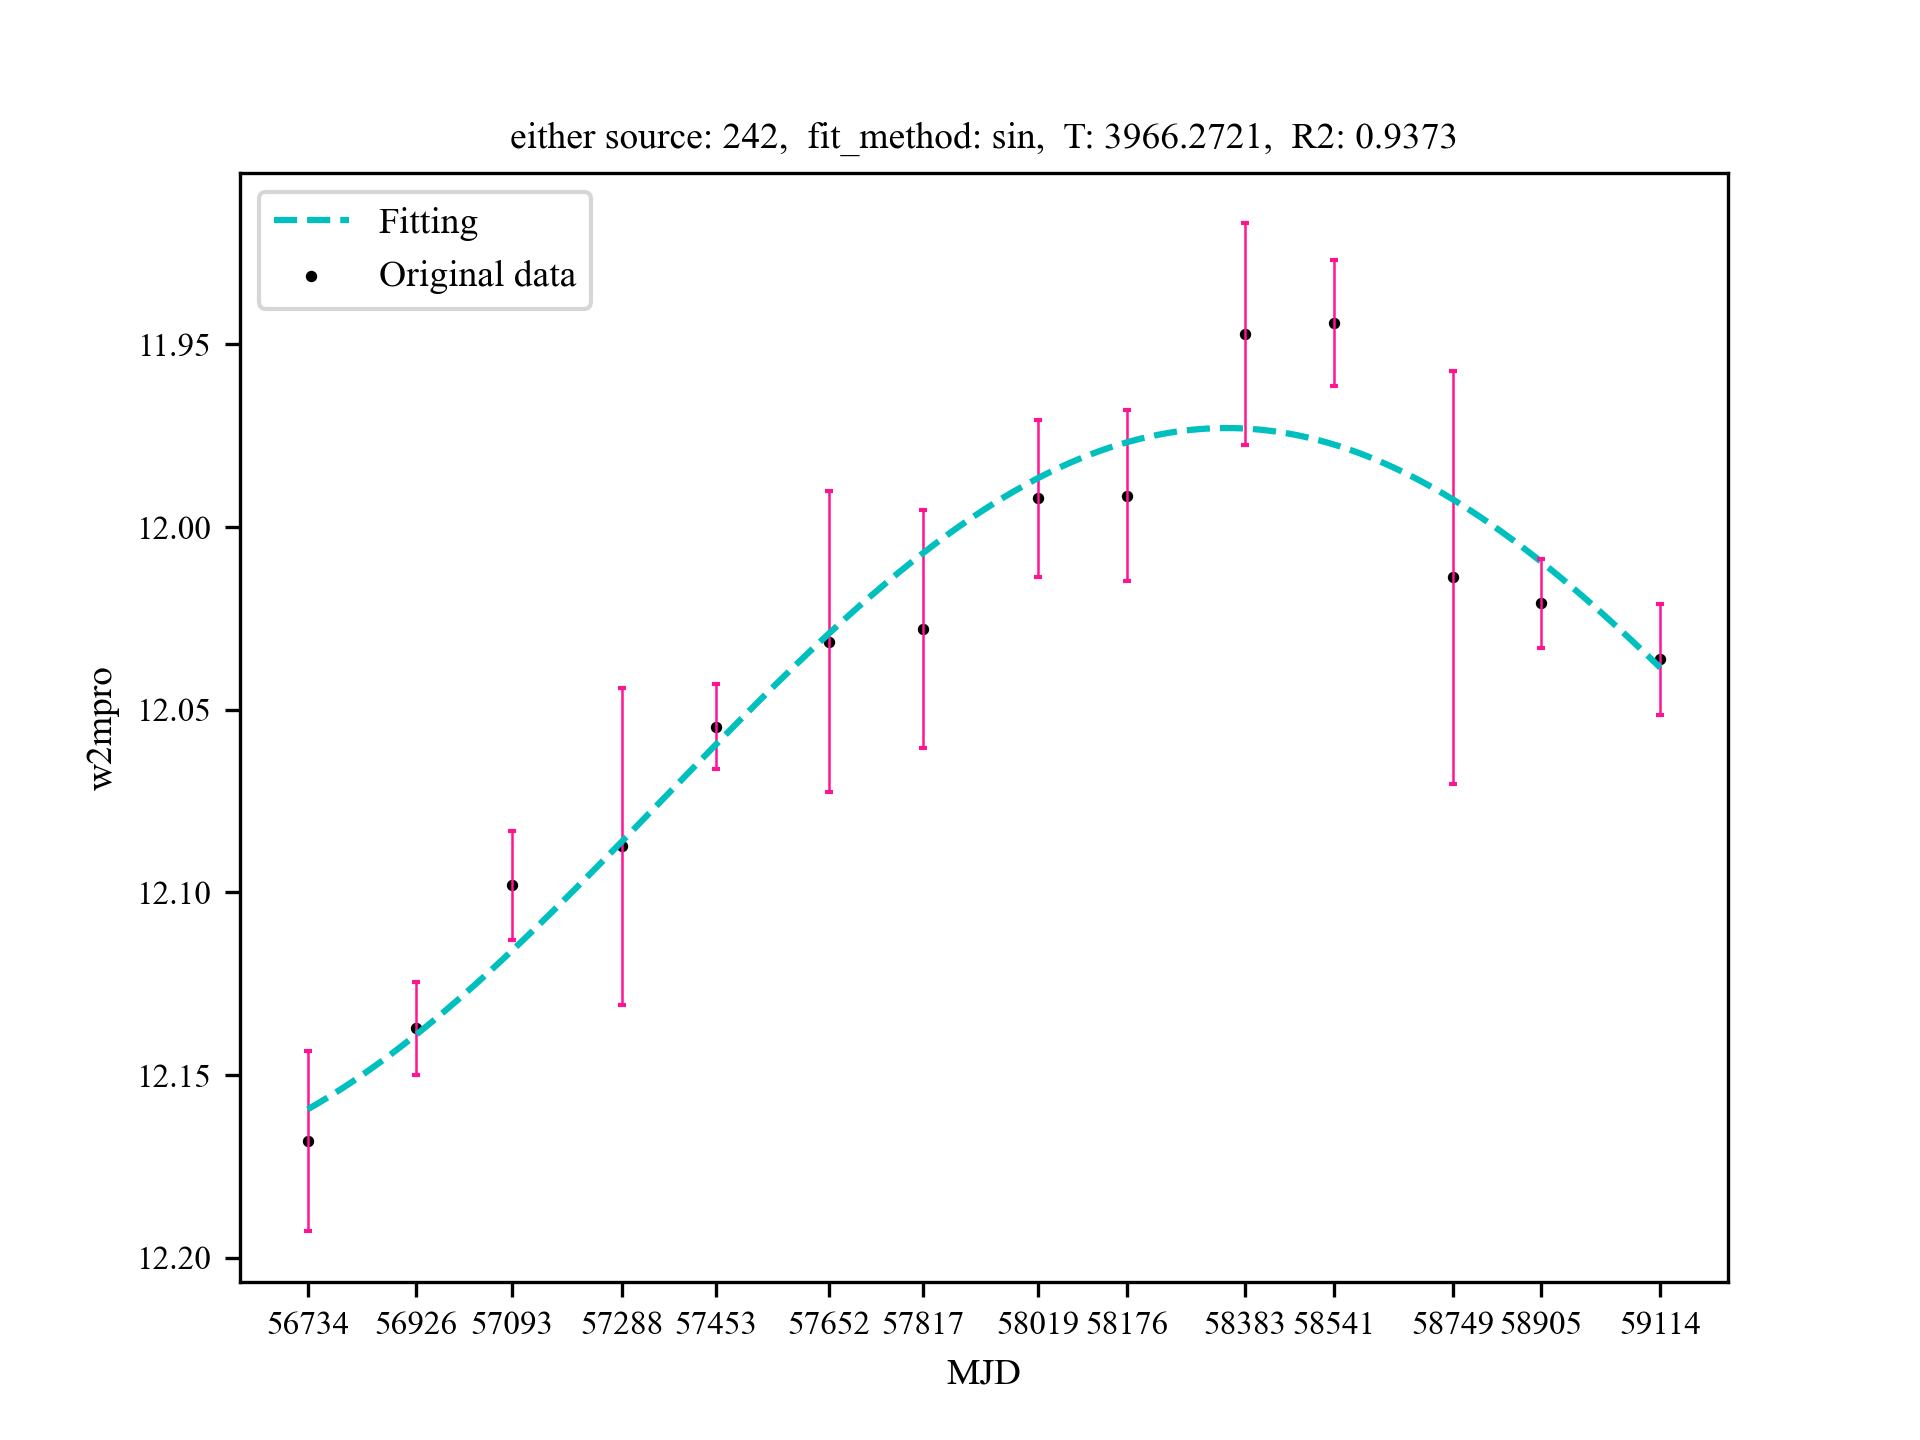 either source: 242,  fit_method: sin,  T: 3966.2721,  R2: 0.9373
Fitting
Original data
11.95
12.00
12.05
12.10
12.15
12.20
w2mpro
56734 56926 57093 57288 57453 57652 57817 58019 58176 58383 58541 58749 58905 59114
MJD